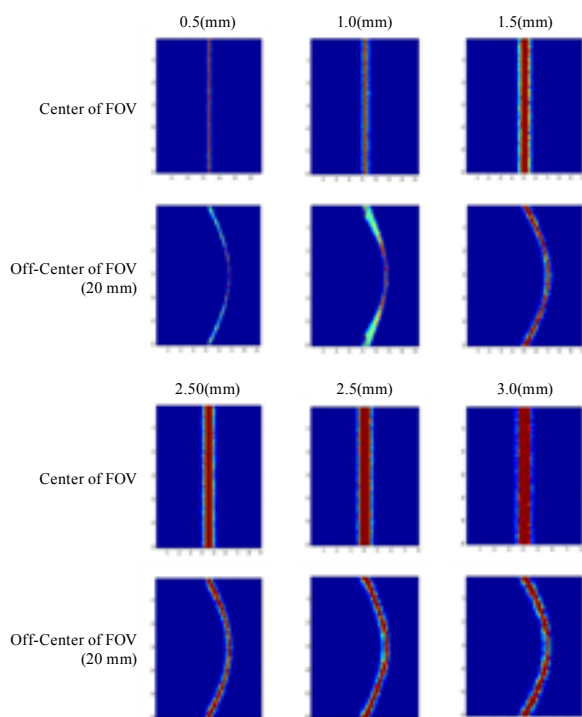 0.5(mm) 1.0(mm) 1.5(mm)
Center of FOV
Off-Center of FOV
(20 mm)
2.50(mm) 2.5(mm) 3.0(mm)
Center of FOV
Off-Center of FOV
(20 mm)